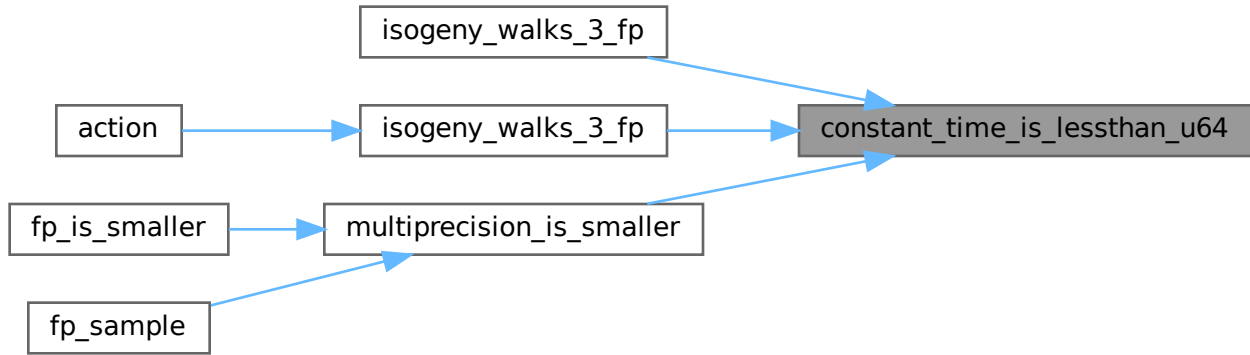 isogeny_walks_3_fp
action
isogeny_walks_3_fp
constant_time_is_lessthan_u64
fp_is_smaller
multiprecision_is_smaller
fp_sample